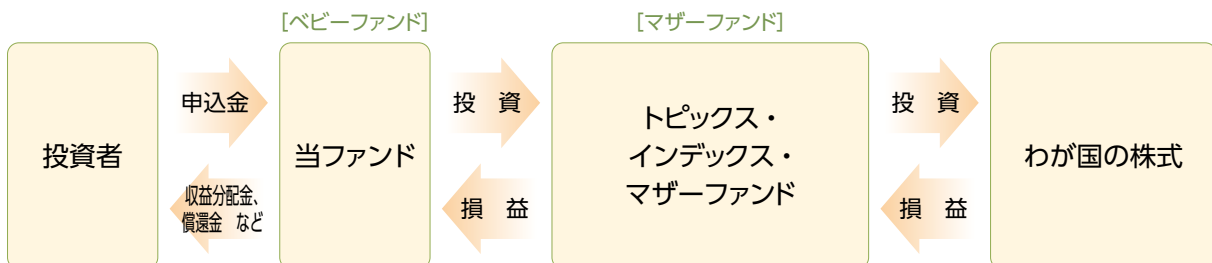 [ベビーファンド]
[マザーファンド]
投資者
申込金
収益分配金、
償還金 など
当ファンド
投 資
損 益
トピックス・
インデックス・
マザーファンド
投 資
損 益
わが国の株式